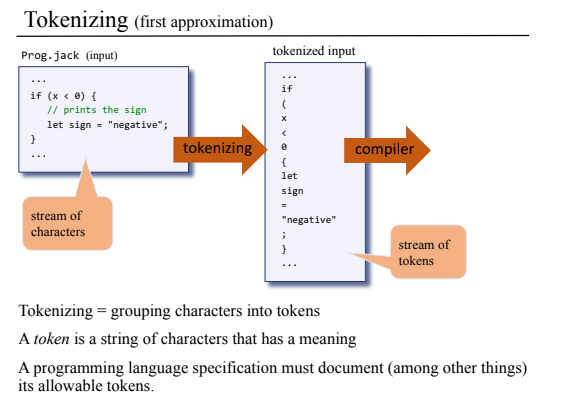 Tokenizing (first approximation)
Prog.jack (input)
...
if (x < 0) {
// prints the sign
let sign = "negative";
}
...
stream of
characters
tokenizing
tokenized input
...
if
(
x
<
0
{
let
sign
=
"negative"
;
}
...
compiler
stream of
tokens
Tokenizing = grouping characters into tokens
A token is a string of characters that has a meaning
A programming language specification must document (among other things)
its allowable tokens.